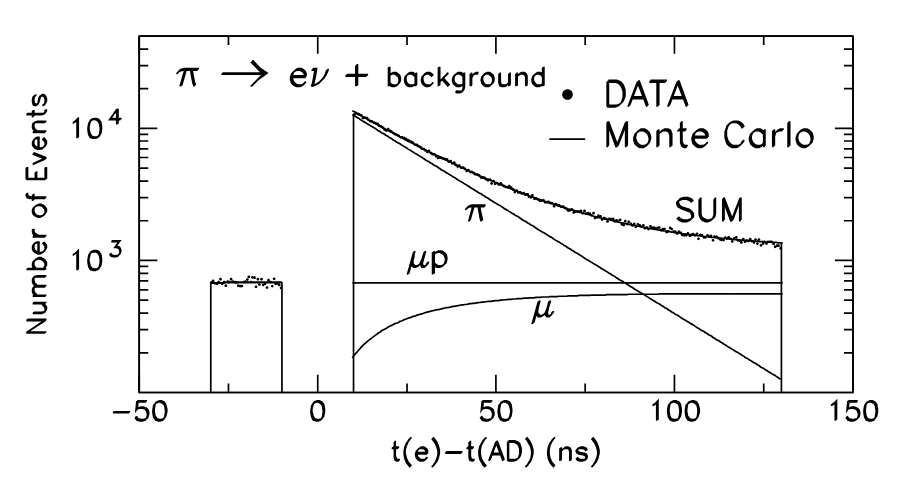 π → eν + background
DATA
Monte Carlo
SUM
π
μp
μ
Number of Events
10⁴
10³
−50
0
50
100
150
t(e)−t(AD) (ns)